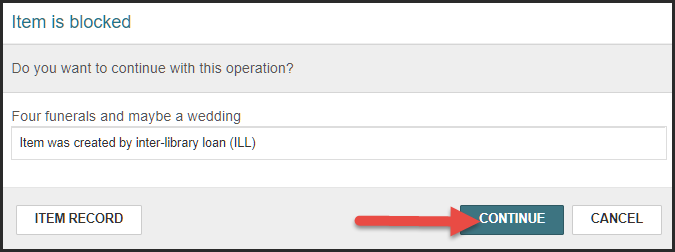 Item is blocked
Do you want to continue with this operation?
Four funerals and maybe a wedding
Item was created by inter-library loan (ILL)
ITEM RECORD CONTINUE CANCEL